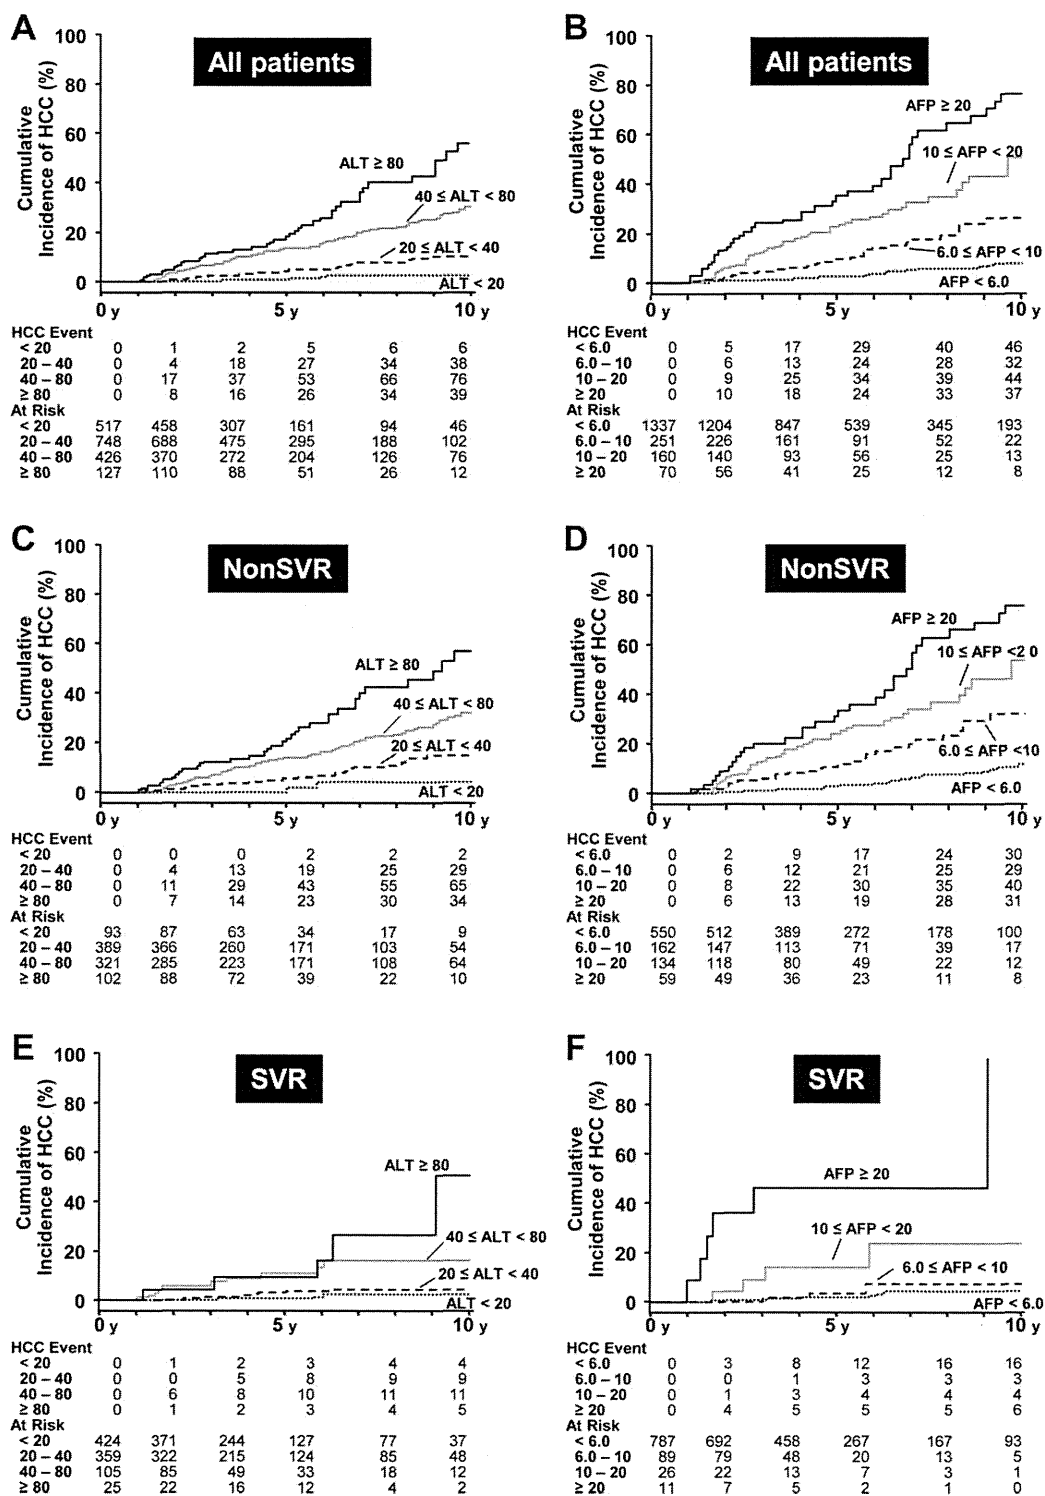 A
All patients
Cumulative
Incidence of HCC (%)
100
80
60
40
20
0
ALT ≥ 80
40 ≤ ALT < 80
20 ≤ ALT < 40
ALT < 20
0 y
5 y
10 y
HCC Event
< 20 0 1 2 5 6 6
20 – 40 0 4 18 27 34 38
40 – 80 0 17 37 53 66 76
≥ 80 0 8 16 26 34 39
At Risk
< 20 517 458 307 161 94 46
20 – 40 748 688 475 295 188 102
40 – 80 426 370 272 204 126 76
≥ 80 127 110 88 51 26 12
B
All patients
Cumulative
Incidence of HCC (%)
100
80
60
40
20
0
AFP ≥ 20
10 ≤ AFP < 20
6.0 ≤ AFP < 10
AFP < 6.0
0 y
5 y
10 y
HCC Event
< 6.0 0 5 17 29 40 46
6.0 – 10 0 6 13 24 28 32
10 – 20 0 9 25 34 39 44
≥ 20 0 10 18 24 33 37
At Risk
< 6.0 1337 1204 847 539 345 193
6.0 – 10 251 226 161 91 52 22
10 – 20 160 140 93 56 25 13
≥ 20 70 56 41 25 12 8
C
NonSVR
Cumulative
Incidence of HCC (%)
100
80
60
40
20
0
ALT ≥ 80
40 ≤ ALT < 80
20 ≤ ALT < 40
ALT < 20
0 y
5 y
10 y
HCC Event
< 20 0 0 0 2 2 2
20 – 40 0 4 13 19 25 29
40 – 80 0 11 29 43 55 65
≥ 80 0 7 14 23 30 34
At Risk
< 20 93 87 63 34 17 9
20 – 40 389 366 260 171 103 54
40 – 80 321 285 223 171 108 64
≥ 80 102 88 72 39 22 10
D
NonSVR
Cumulative
Incidence of HCC (%)
100
80
60
40
20
0
AFP ≥ 20
10 ≤ AFP <2 0
6.0 ≤ AFP <10
AFP < 6.0
0 y
5 y
10 y
HCC Event
< 6.0 0 2 9 17 24 30
6.0 – 10 0 6 12 21 25 29
10 – 20 0 8 22 30 35 40
≥ 20 0 6 13 19 28 31
At Risk
< 6.0 550 512 389 272 178 100
6.0 – 10 162 147 113 71 39 17
10 – 20 134 118 80 49 22 12
≥ 20 59 49 36 23 11 8
E
SVR
Cumulative
Incidence of HCC (%)
100
80
60
40
20
0
ALT ≥ 80
40 ≤ ALT < 80
20 ≤ ALT < 40
ALT < 20
0 y
5 y
10 y
HCC Event
< 20 0 1 2 3 4 4
20 – 40 0 0 5 8 9 9
40 – 80 0 6 8 10 11 11
≥ 80 0 1 2 3 4 5
At Risk
< 20 424 371 244 127 77 37
20 – 40 359 322 215 124 85 48
40 – 80 105 85 49 33 18 12
≥ 80 25 22 16 12 4 2
F
SVR
Cumulative
Incidence of HCC (%)
100
80
60
40
20
0
AFP ≥ 20
10 ≤ AFP < 20
6.0 ≤ AFP < 10
AFP < 6.0
0 y
5 y
10 y
HCC Event
< 6.0 0 3 8 12 16 16
6.0 – 10 0 0 1 3 3 3
10 – 20 0 1 3 4 4 4
≥ 20 0 4 5 5 5 6
At Risk
< 6.0 787 692 458 267 167 93
6.0 – 10 89 79 48 20 13 5
10 – 20 26 22 13 7 3 1
≥ 20 11 7 5 2 1 0